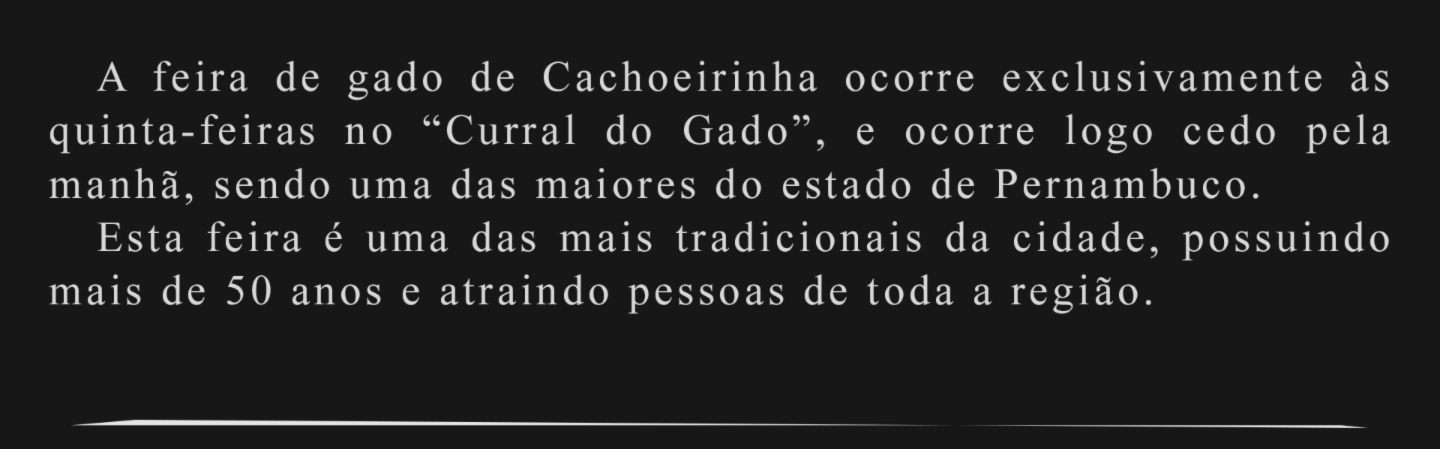 A feira de gado de Cachoeirinha ocorre exclusivamente às
quinta-feiras no “Curral do Gado”, e ocorre logo cedo pela
manhã, sendo uma das maiores do estado de Pernambuco.
Esta feira é uma das mais tradicionais da cidade, possuindo
mais de 50 anos e atraindo pessoas de toda a região.